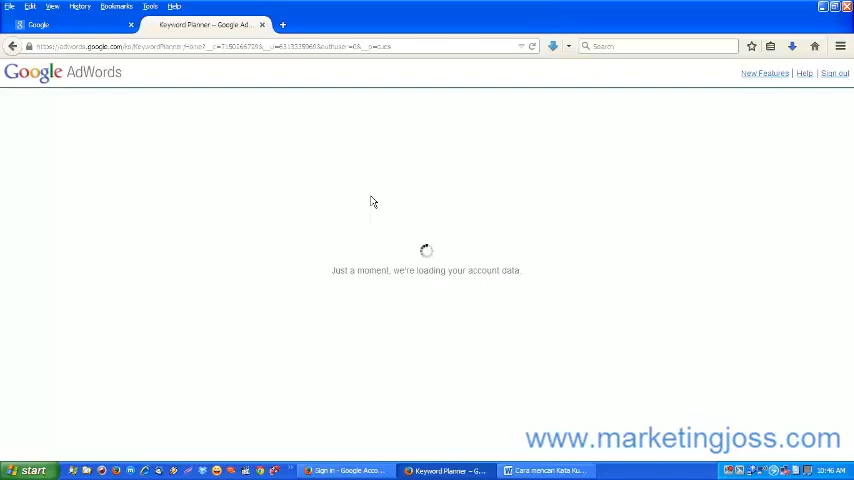 File Edit View History Bookmarks Tools Help
Google
Keyword Planner – Google Ad...
Search
Google AdWords
New Features | Help | Sign out
Just a moment, we're loading your account data.
www.marketingjoss.com
start
Sign in - Google Acco...
Keyword Planner – G...
Cara mencari Kata Ku...
10:46 AM